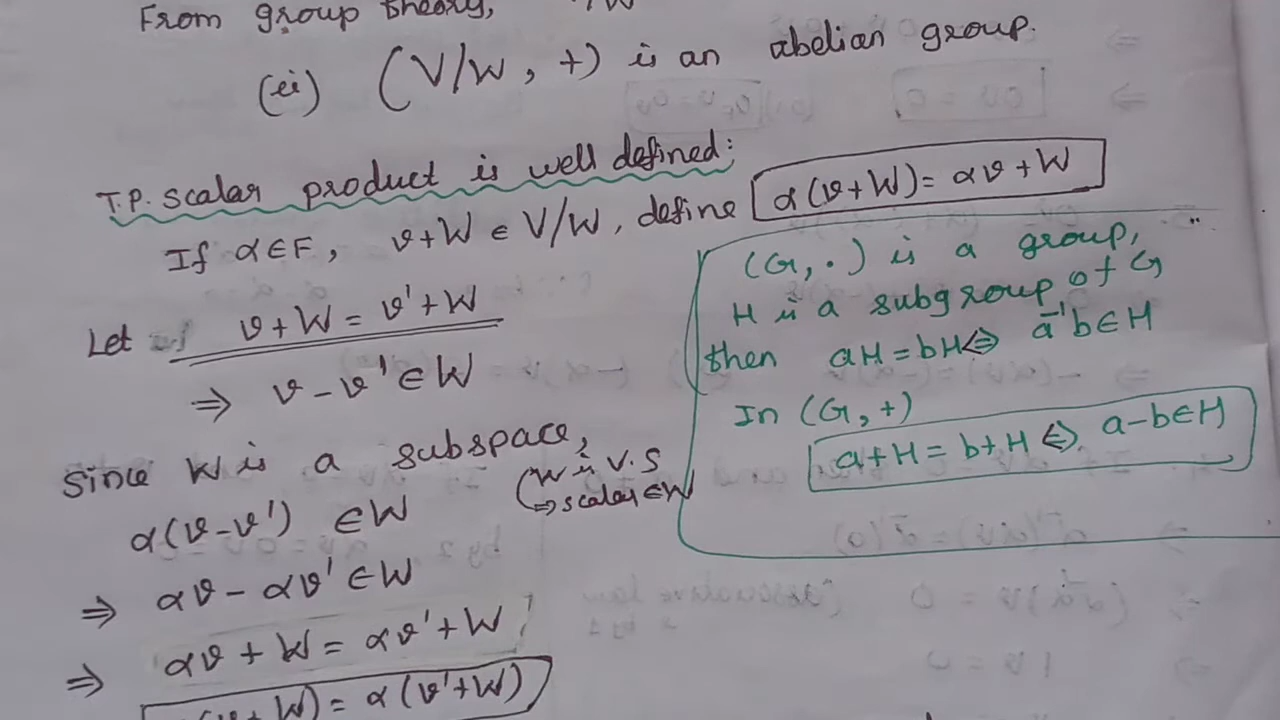 From group theory,
(ei) (V/W, +) is an abelian group.
T.P. scalar product is well defined:
If α∈F, v+W ∈ V/W, define α(v+W) = αv+W
Let v+W = v'+W
⇒ v-v' ∈ W
Since W is a subspace,
(W is V.S
⇒ scalar ∈ W
α(v-v') ∈ W
⇒ αv - αv' ∈ W
⇒ αv + W = αv' + W
(v+W) = α(v'+W)
(G, .) is a group,
H is a subgroup of G
then aH = bH ⇔ a⁻¹b ∈ H
In (G, +)
a+H = b+H ⇔ a-b ∈ H